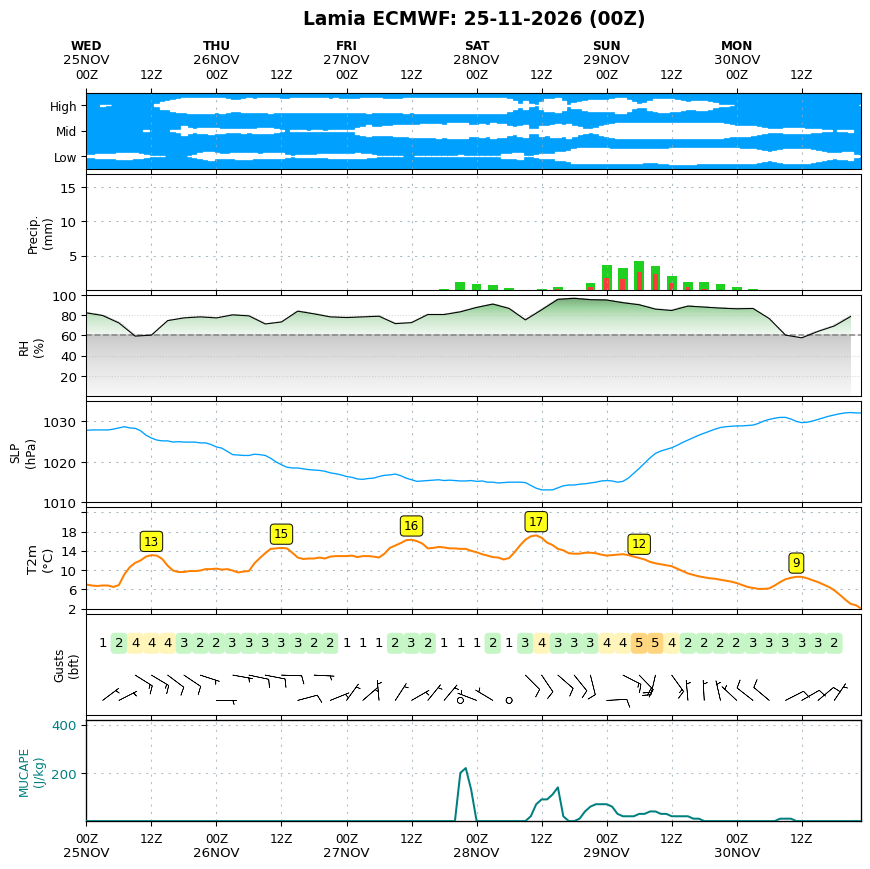 Lamia ECMWF: 25-11-2026 (00Z)
WED THU FRI SAT SUN MON
25NOV 26NOV 27NOV 28NOV 29NOV 30NOV
00Z 12Z 00Z 12Z 00Z 12Z 00Z 12Z 00Z 12Z 00Z 12Z
High
Mid
Low
Precip.
(mm)
15
10
5
RH
(%)
100
80
60
40
20
SLP
(hPa)
1030
1020
1010
T2m
(°C)
18
14
10
6
2
13 15 16 17 12 9
Gusts
(bft)
1 2 4 4 4 3 2 2 3 3 3 3 3 2 2 1 1 1 2 3 2 1 1 1 2 1 3 4 3 3 3 4 4 5 5 4 2 2 2 2 3 3 3 3 3 2
MUCAPE
(J/kg)
400
200
00Z 12Z 00Z 12Z 00Z 12Z 00Z 12Z 00Z 12Z 00Z 12Z
25NOV 26NOV 27NOV 28NOV 29NOV 30NOV